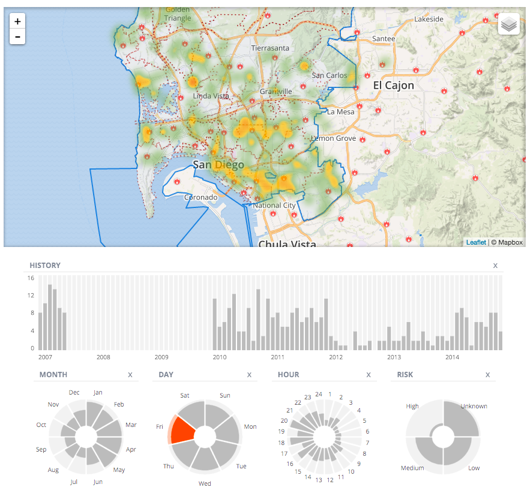 Golden
Triangle
Lakeside
+
-
Tierrasanta
Santee
San Carlos
El Cajon
Linda Vista
Grantville
La Mesa
Lemon Grove
San Diego
Coronado
National City
Chula Vista
Leaflet | © Mapbox
HISTORY x
16
12
8
4
0
2007 2008 2009 2010 2011 2012 2013 2014
MONTH x DAY x HOUR x RISK x
Dec Jan
Nov Feb
Oct Mar
Sep Apr
Aug May
Jul Jun
Sat Sun
Fri Mon
Thu Tue
Wed
24 1
23 2
22 3
21 4
20 5
19 6
18 7
17 8
16 9
15 10
14 11
13 12
High Unknown
Medium Low